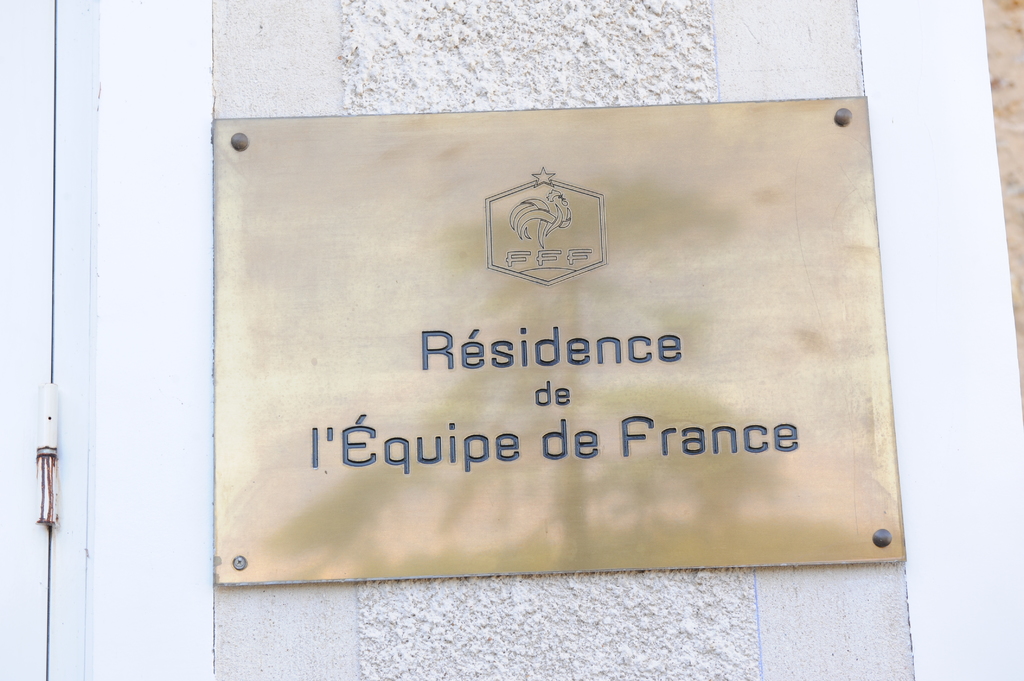 FFF
Résidence
de
l'Équipe de France